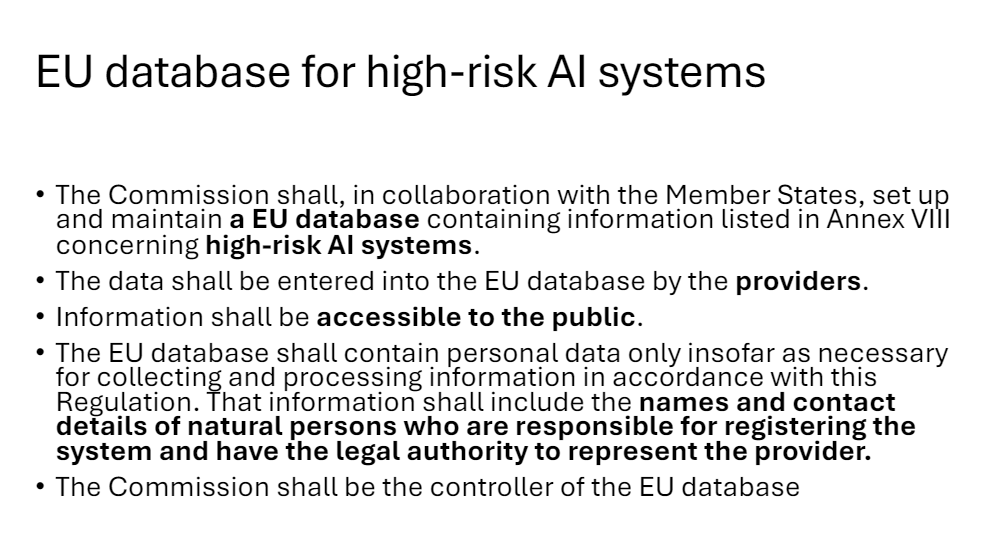 EU database for high-risk AI systems
• The Commission shall, in collaboration with the Member States, set up
and maintain a EU database containing information listed in Annex VIII
concerning high-risk AI systems.
• The data shall be entered into the EU database by the providers.
• Information shall be accessible to the public.
• The EU database shall contain personal data only insofar as necessary
for collecting and processing information in accordance with this
Regulation. That information shall include the names and contact
details of natural persons who are responsible for registering the
system and have the legal authority to represent the provider.
• The Commission shall be the controller of the EU database